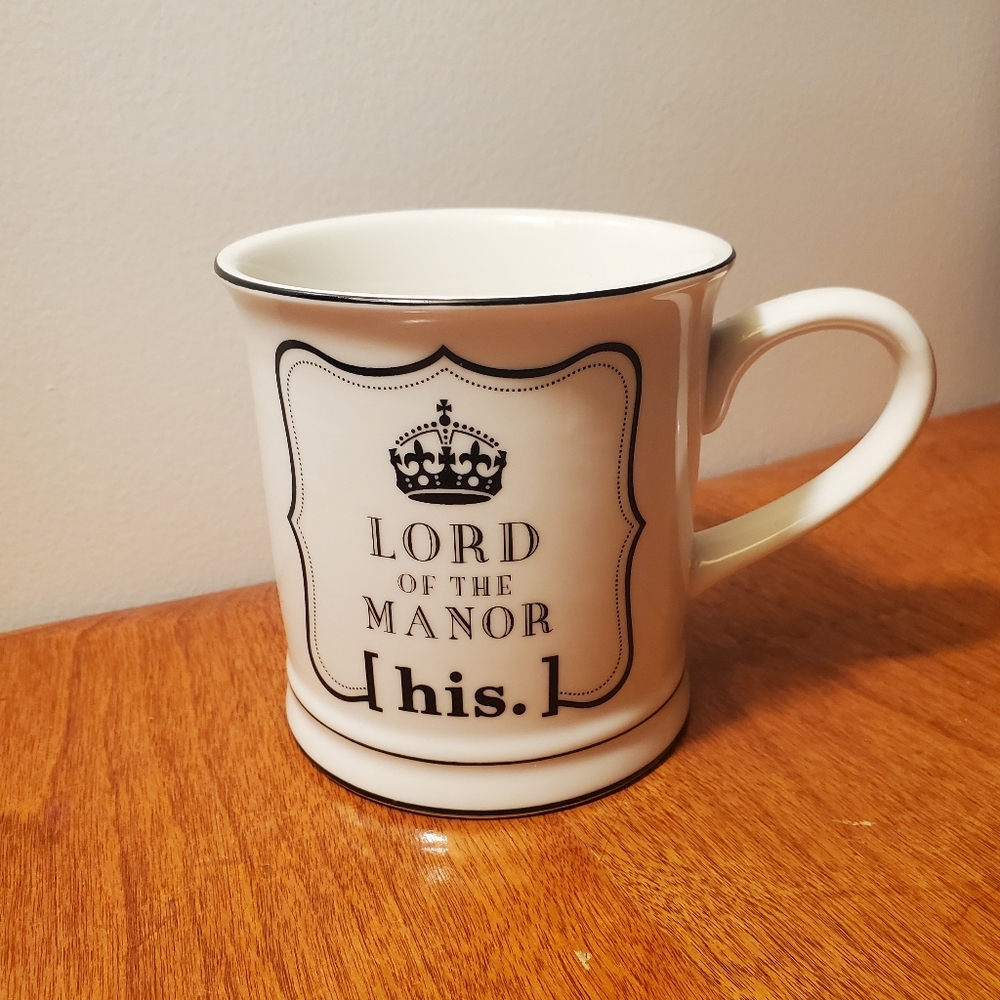 LORD
OF THE
MANOR
[his.]